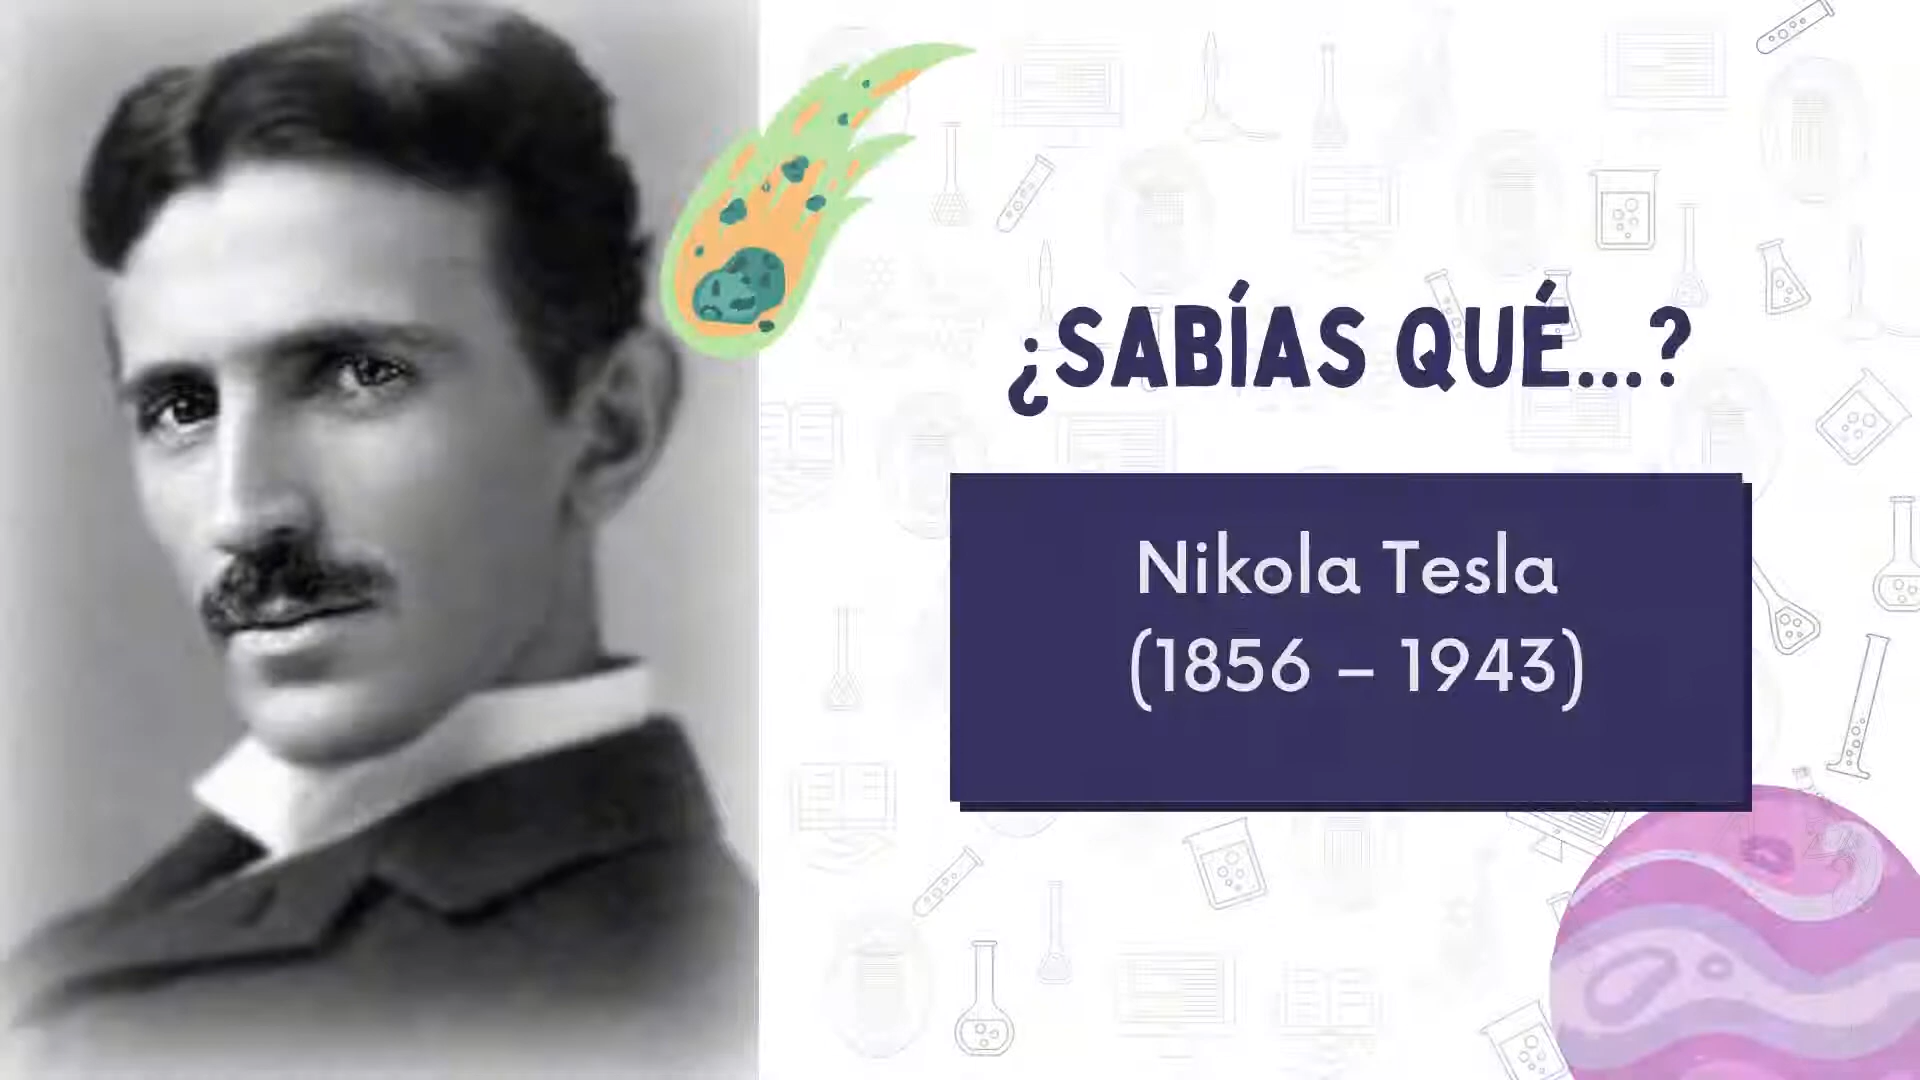 ¿SABÍAS QUÉ...?
Nikola Tesla
(1856 – 1943)